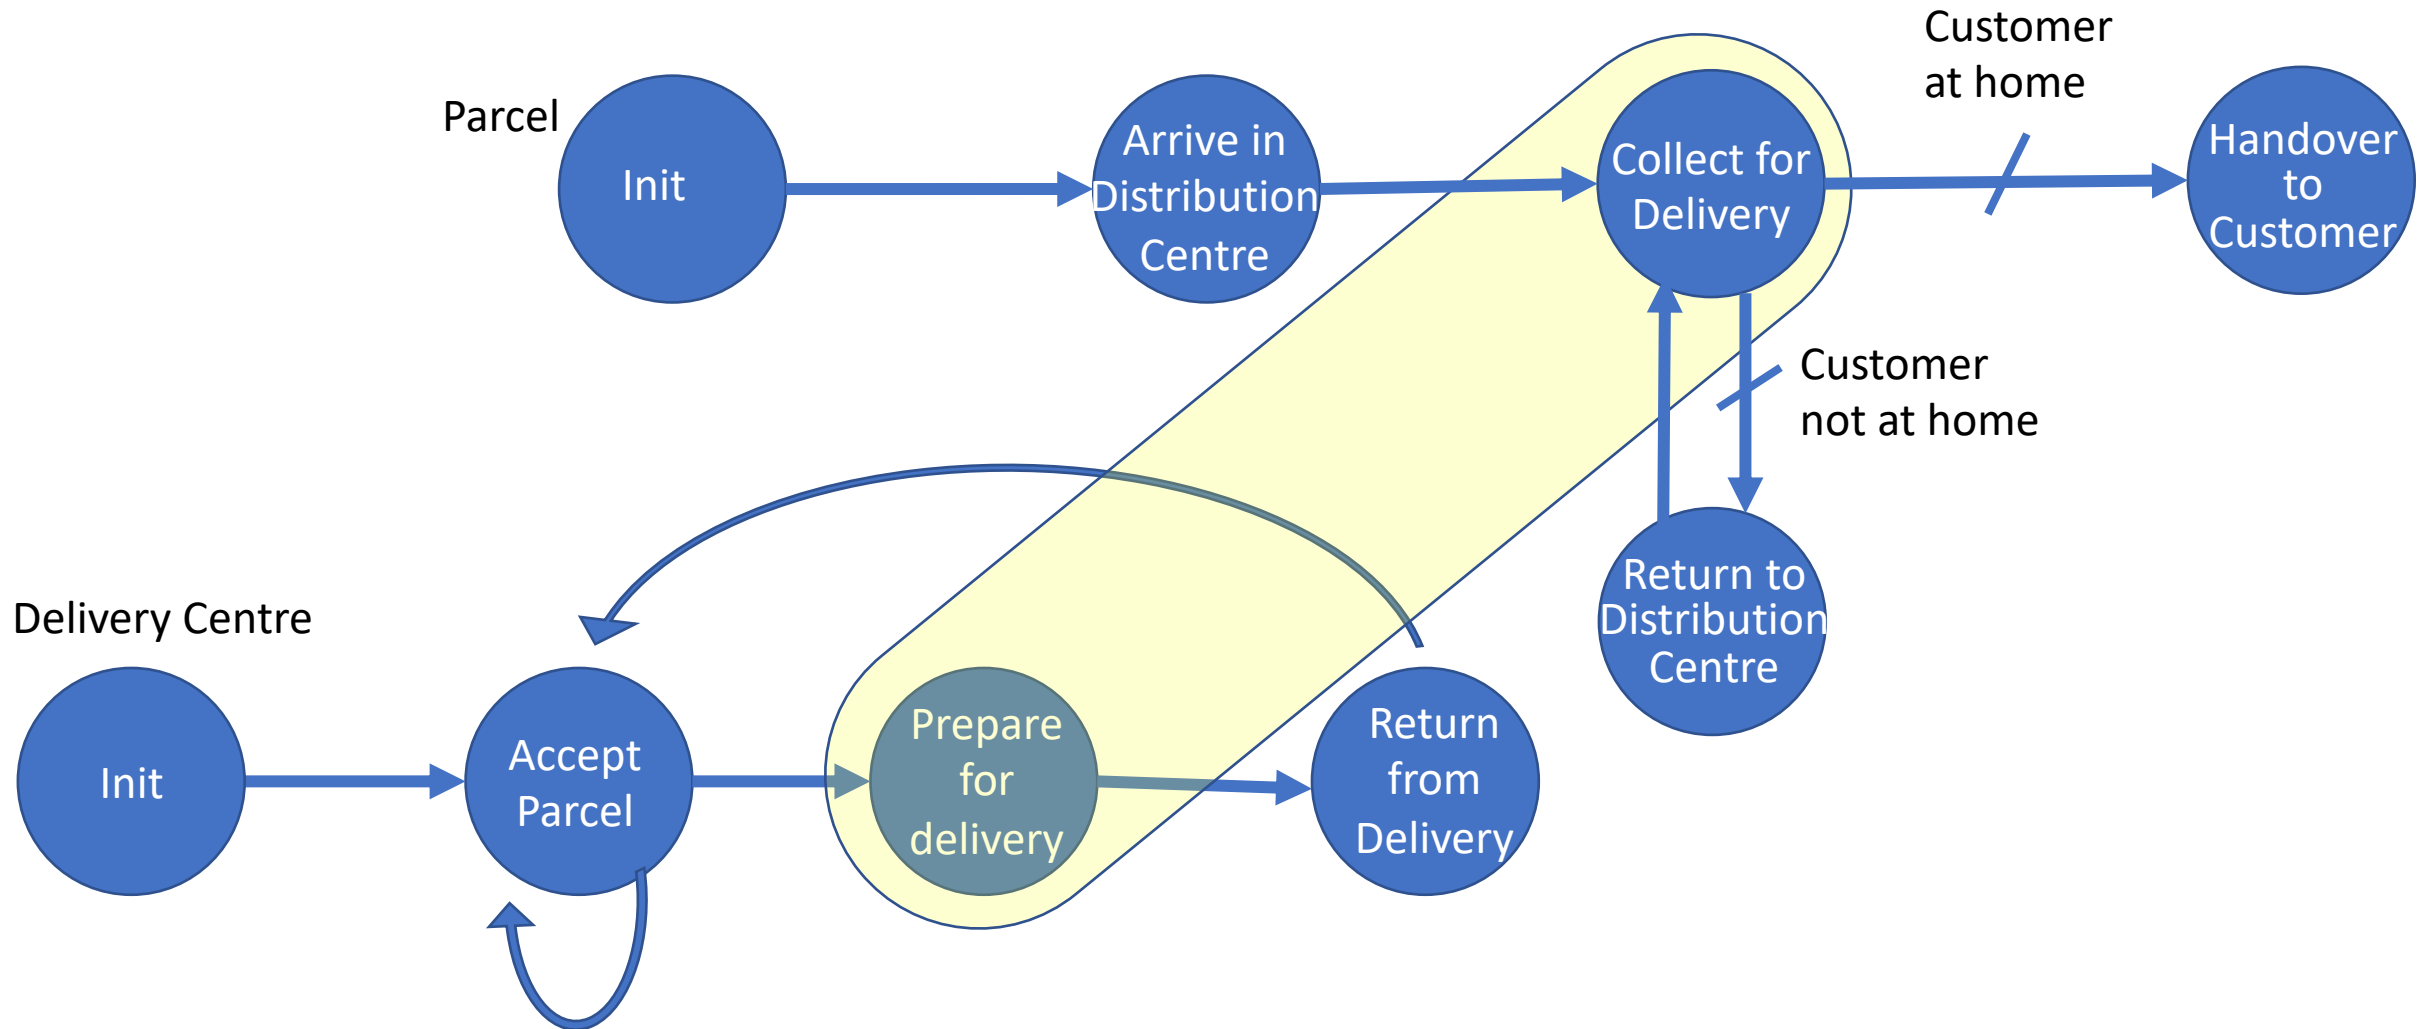 Customer
at home
Parcel
Init
Arrive in
Distribution
Centre
Collect for
Delivery
Handover
to
Customer
Customer
not at home
Return to
Distribution
Centre
Delivery Centre
Init
Accept
Parcel
Prepare
for
delivery
Return
from
Delivery